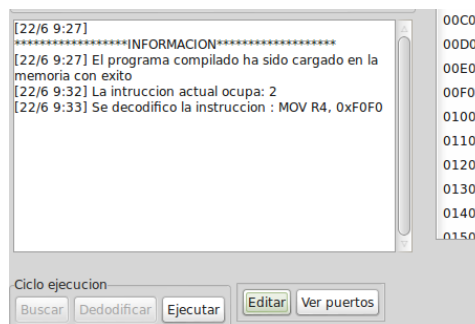 [22/6 9:27]
******************INFORMACION*******************
[22/6 9:27] El programa compilado ha sido cargado en la
memoria con exito
[22/6 9:32] La intruccion actual ocupa: 2
[22/6 9:33] Se decodifico la instruccion : MOV R4, 0xF0F0
00C0
00D0
00E0
00F0
0100
0110
0120
0130
0140
0150
Ciclo ejecucion
Buscar Dedodificar Ejecutar Editar Ver puertos